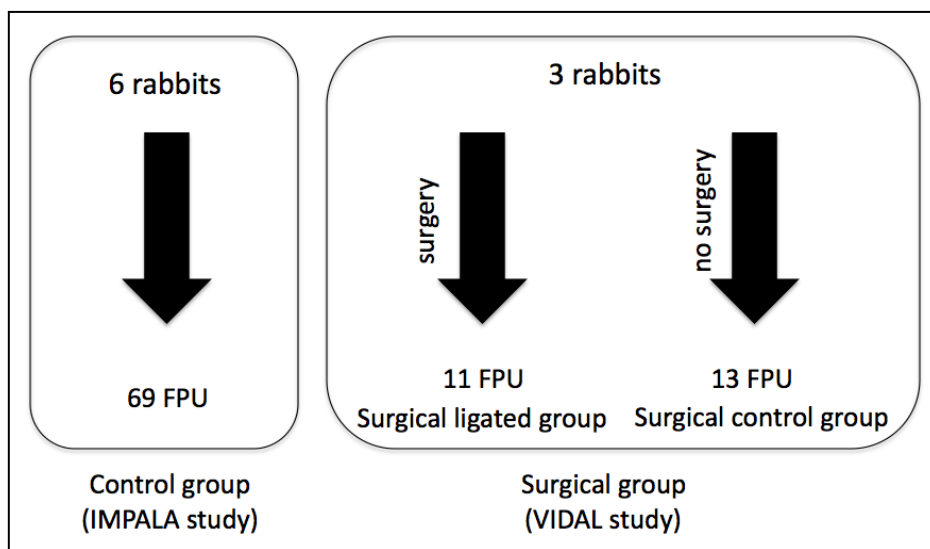 6 rabbits
69 FPU
Control group
(IMPALA study)
3 rabbits
surgery
no surgery
11 FPU
Surgical ligated group
13 FPU
Surgical control group
Surgical group
(VIDAL study)